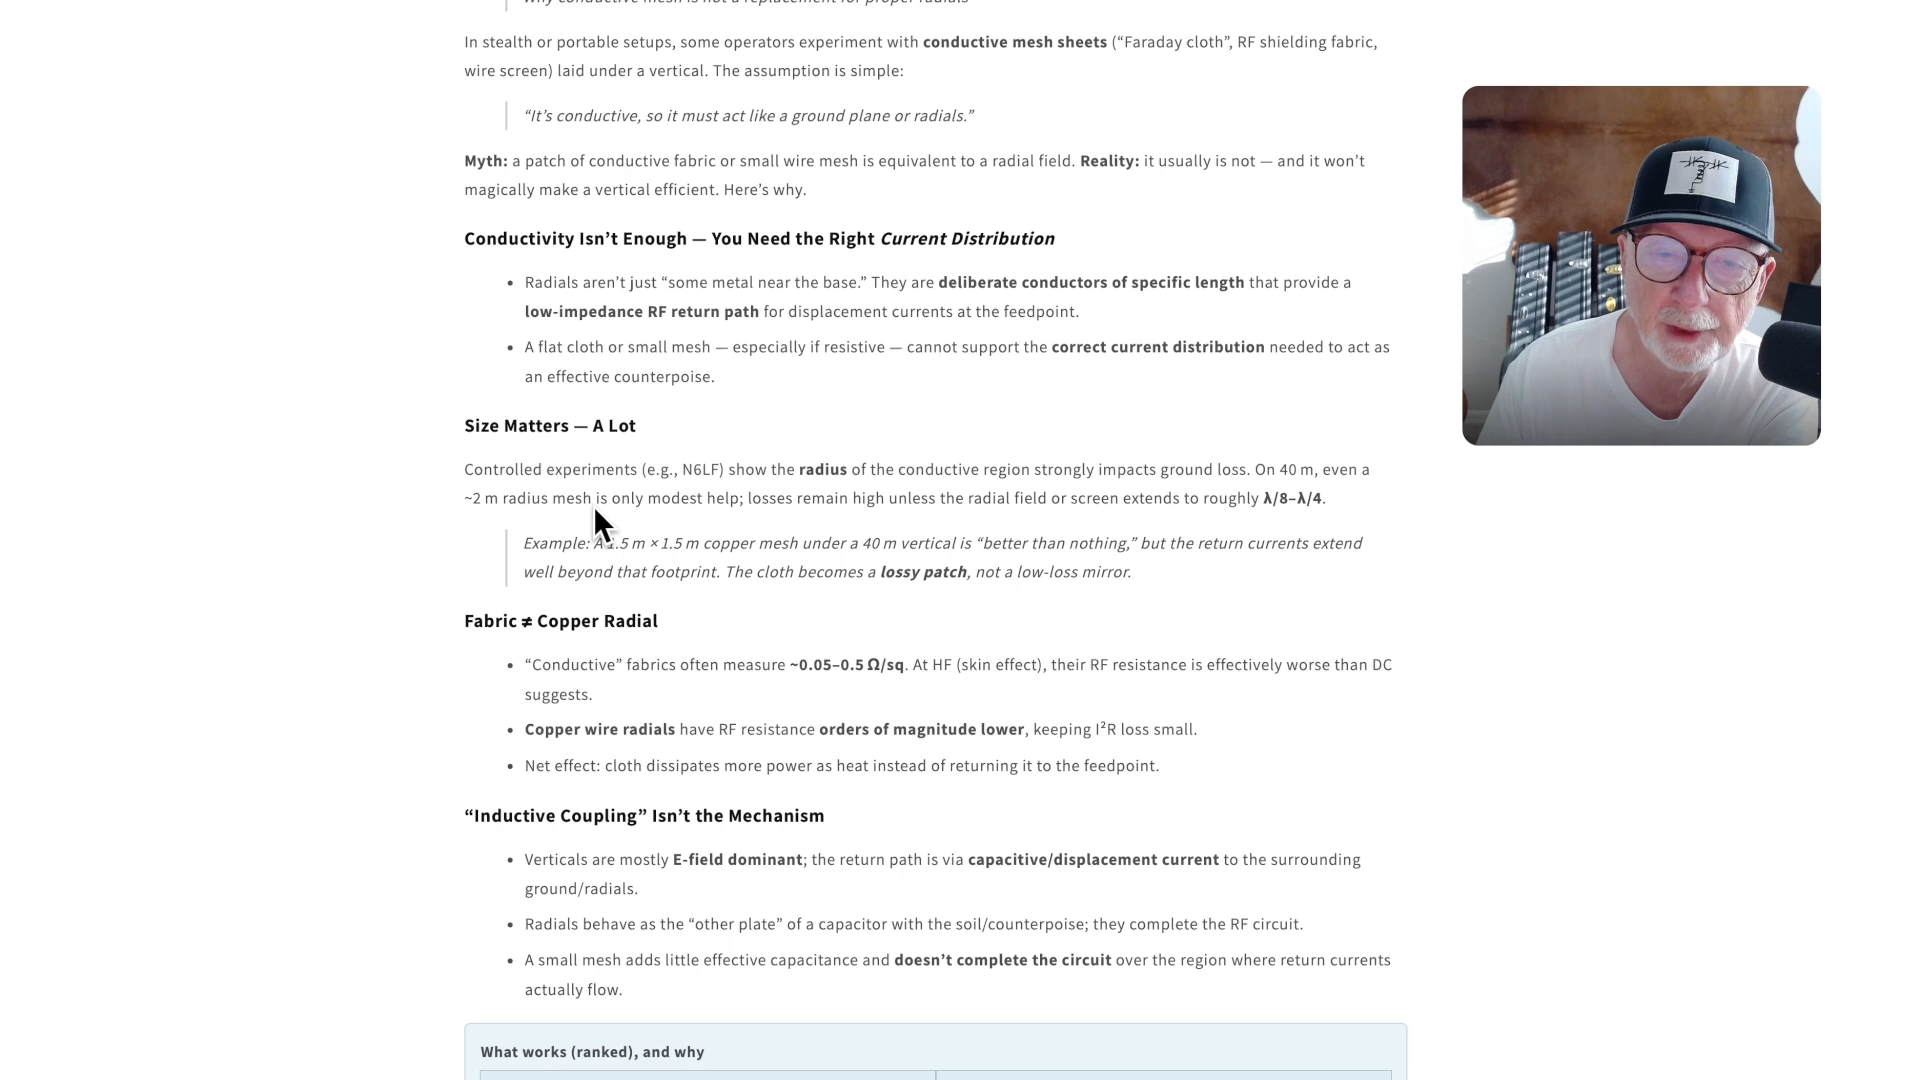 In stealth or portable setups, some operators experiment with conductive mesh sheets (“Faraday cloth”, RF shielding fabric,
wire screen) laid under a vertical. The assumption is simple:
“It’s conductive, so it must act like a ground plane or radials.”
Myth: a patch of conductive fabric or small wire mesh is equivalent to a radial field. Reality: it usually is not — and it won’t
magically make a vertical efficient. Here’s why.
Conductivity Isn’t Enough — You Need the Right Current Distribution
• Radials aren’t just “some metal near the base.” They are deliberate conductors of specific length that provide a
low-impedance RF return path for displacement currents at the feedpoint.
• A flat cloth or small mesh — especially if resistive — cannot support the correct current distribution needed to act as
an effective counterpoise.
Size Matters — A Lot
Controlled experiments (e.g., N6LF) show the radius of the conductive region strongly impacts ground loss. On 40 m, even a
~2 m radius mesh is only modest help; losses remain high unless the radial field or screen extends to roughly λ/8–λ/4.
Example: A 1.5 m × 1.5 m copper mesh under a 40 m vertical is “better than nothing,” but the return currents extend
well beyond that footprint. The cloth becomes a lossy patch, not a low-loss mirror.
Fabric ≠ Copper Radial
• “Conductive” fabrics often measure ~0.05–0.5 Ω/sq. At HF (skin effect), their RF resistance is effectively worse than DC
suggests.
• Copper wire radials have RF resistance orders of magnitude lower, keeping I²R loss small.
• Net effect: cloth dissipates more power as heat instead of returning it to the feedpoint.
“Inductive Coupling” Isn’t the Mechanism
• Verticals are mostly E-field dominant; the return path is via capacitive/displacement current to the surrounding
ground/radials.
• Radials behave as the “other plate” of a capacitor with the soil/counterpoise; they complete the RF circuit.
• A small mesh adds little effective capacitance and doesn’t complete the circuit over the region where return currents
actually flow.
What works (ranked), and why